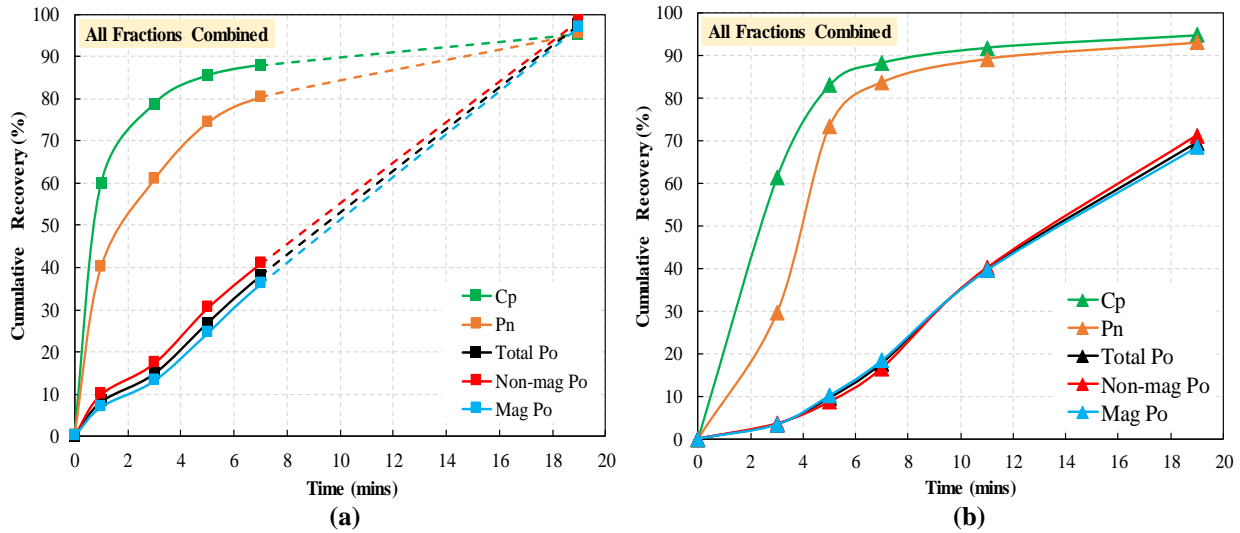 All Fractions Combined
Cumulative Recovery (%)
100
90
80
70
60
50
40
30
20
10
0
0 2 4 6 8 10 12 14 16 18 20
Time (mins)
Cp
Pn
Total Po
Non-mag Po
Mag Po
(a)
All Fractions Combined
Cumulative Recovery (%)
100
90
80
70
60
50
40
30
20
10
0
0 2 4 6 8 10 12 14 16 18 20
Time (mins)
Cp
Pn
Total Po
Non-mag Po
Mag Po
(b)